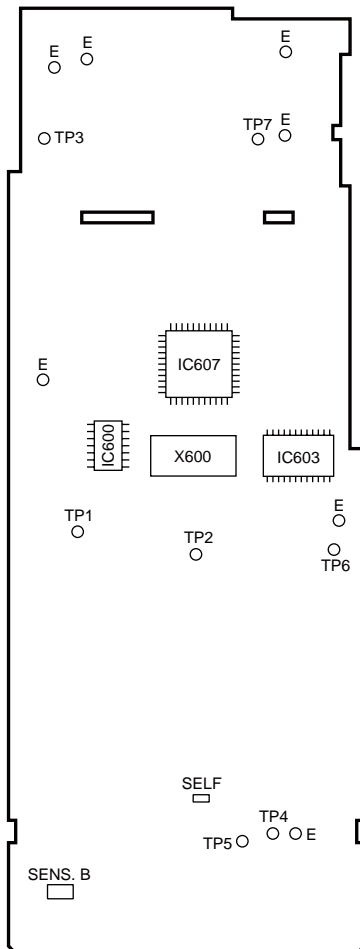 E
E
E
TP3
TP7
E
IC607
E
IC600
X600
IC603
TP1
TP2
E
TP6
SELF
TP4
E
TP5
SENS. B